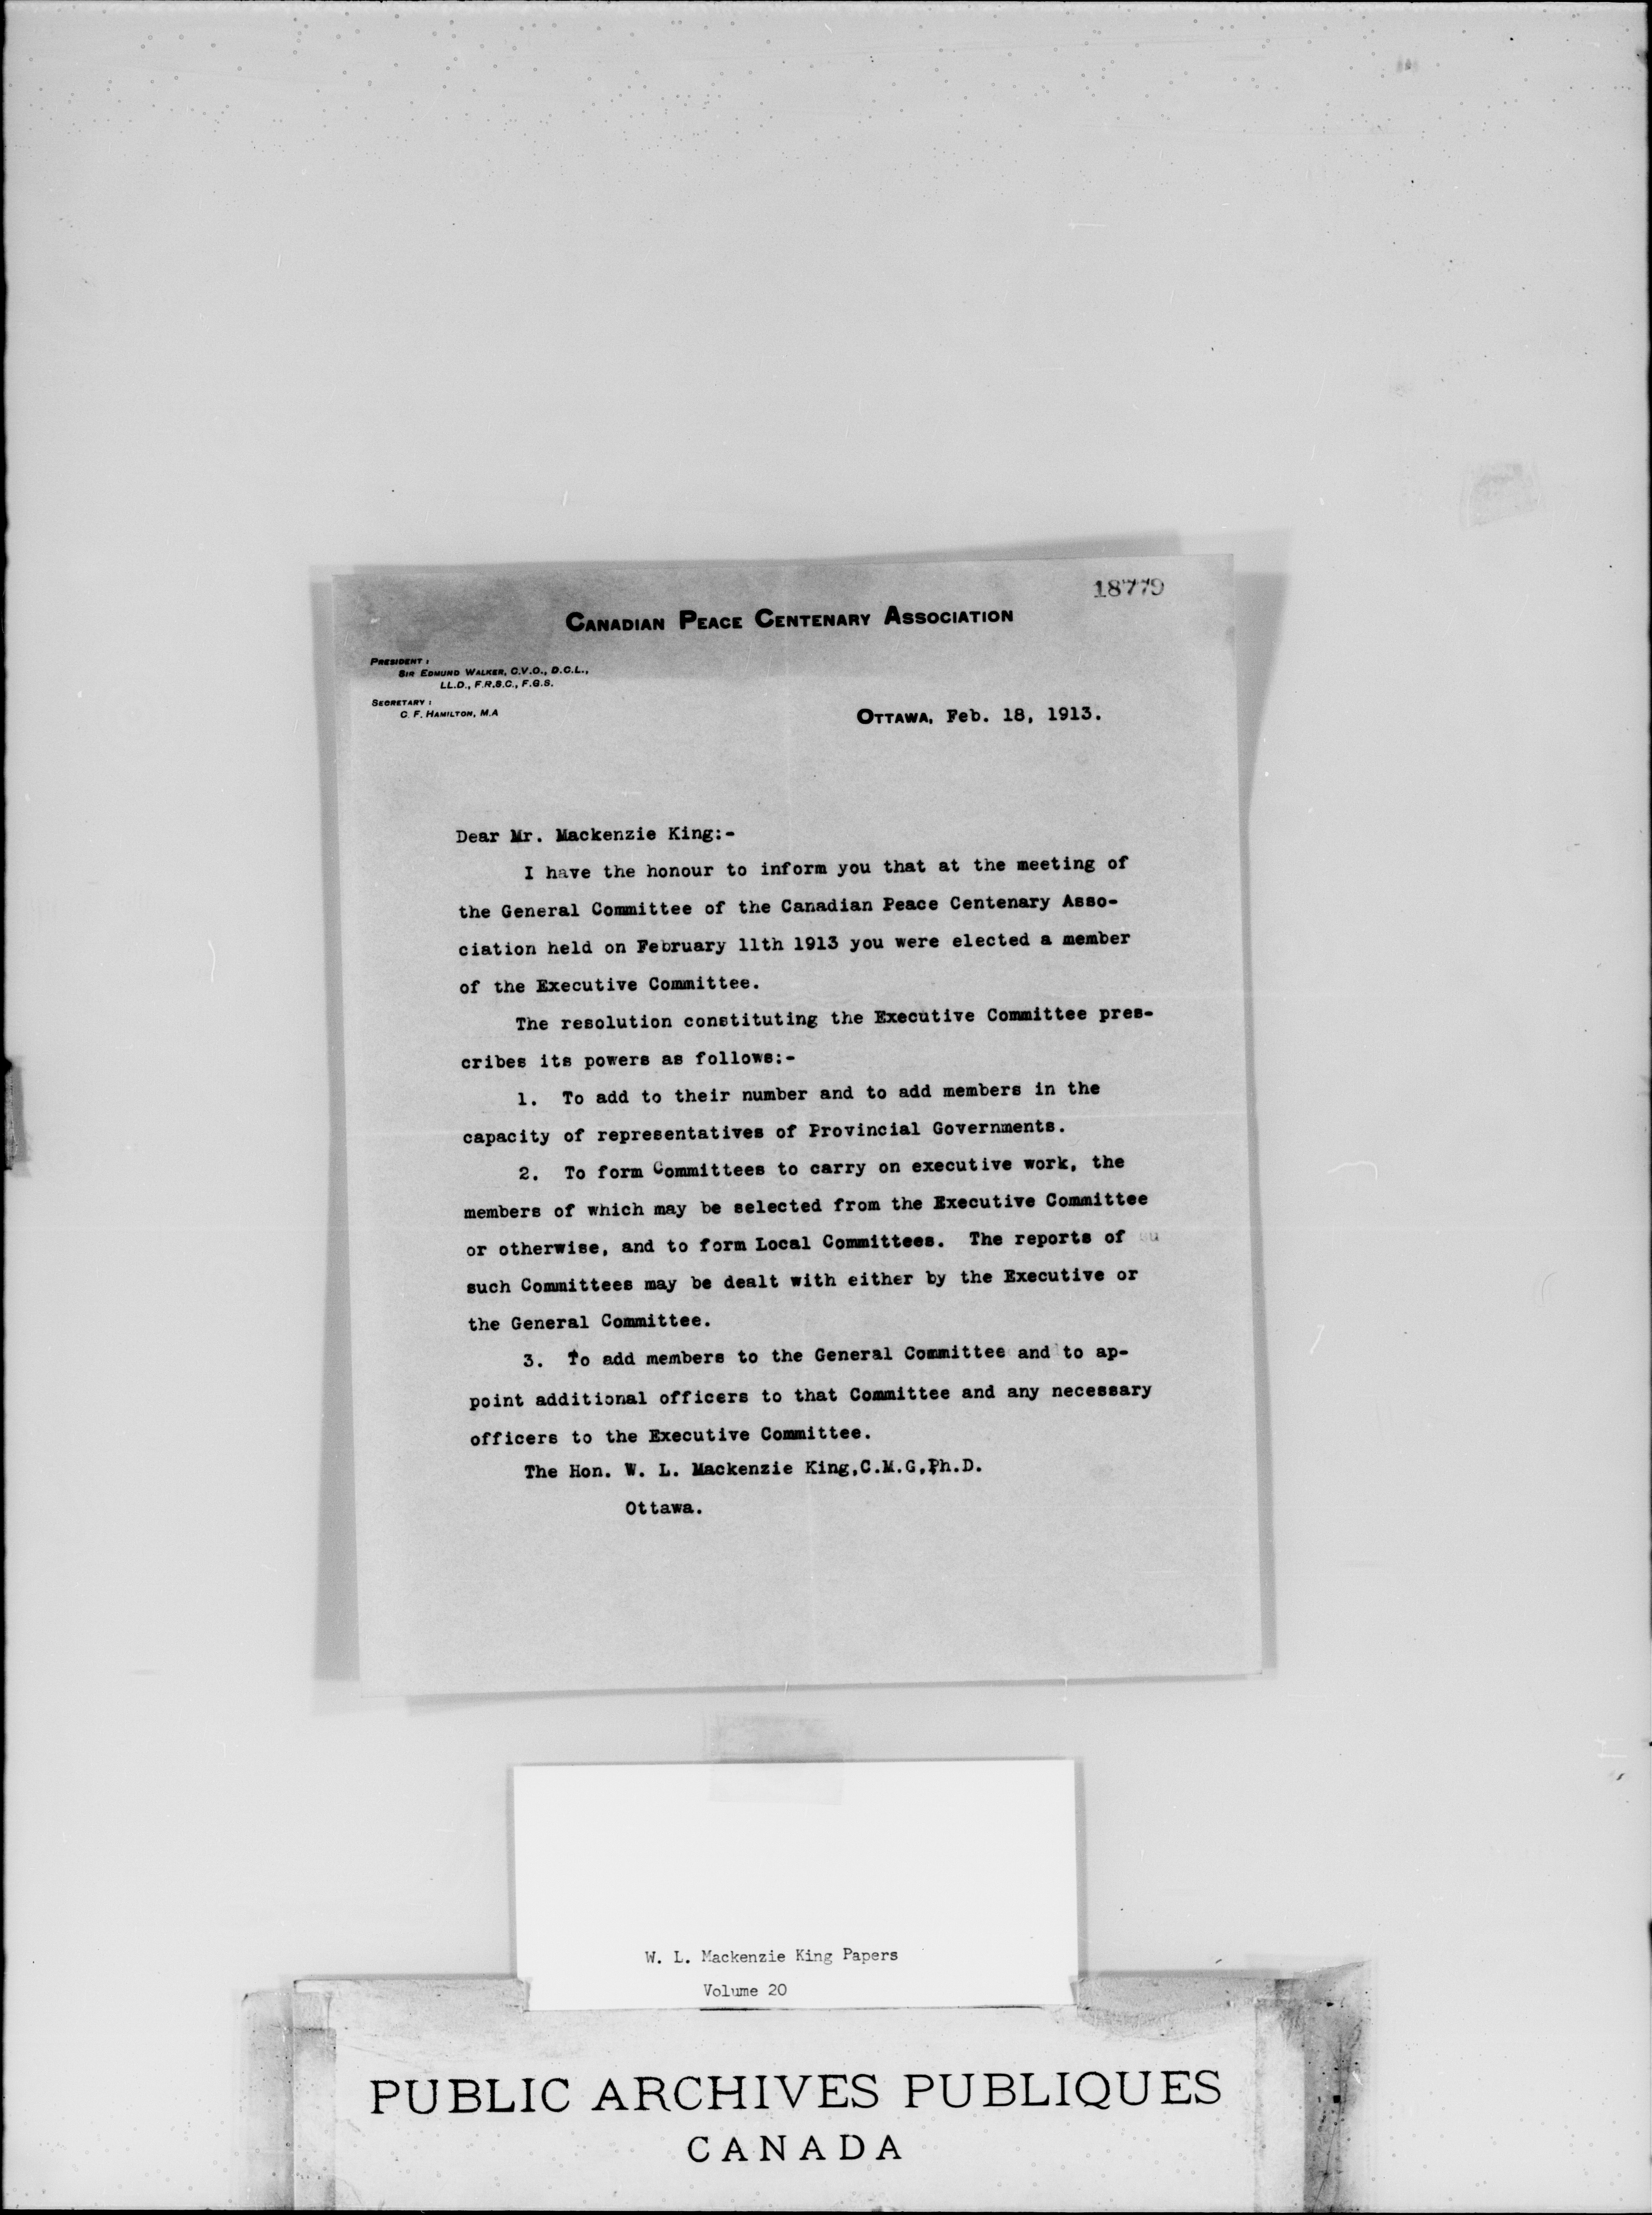 18779
CANADIAN PEACE CENTENARY ASSOCIATION
PRESIDENT:
SIR EDMUND WALKER, C.V.O., D.C.L.,
LL.D., F.R.S.C., F.G.S.
SECRETARY:
C. F. HAMILTON, M.A
OTTAWA, Feb. 18, 1913.
Dear Mr. Mackenzie King:-
I have the honour to inform you that at the meeting of
the General Committee of the Canadian Peace Centenary Asso-
ciation held on February 11th 1913 you were elected a member
of the Executive Committee.
The resolution constituting the Executive Committee pres-
cribes its powers as follows:-
1. To add to their number and to add members in the
capacity of representatives of Provincial Governments.
2. To form Committees to carry on executive work, the
members of which may be selected from the Executive Committee
or otherwise, and to form Local Committees. The reports of su
such Committees may be dealt with either by the Executive or
the General Committee.
3. To add members to the General Committee and to ap-
point additional officers to that Committee and any necessary
officers to the Executive Committee.
The Hon. W. L. Mackenzie King,C.M.G,Ph.D.
Ottawa.
W. L. Mackenzie King Papers
Volume 20
PUBLIC ARCHIVES PUBLIQUES
CANADA